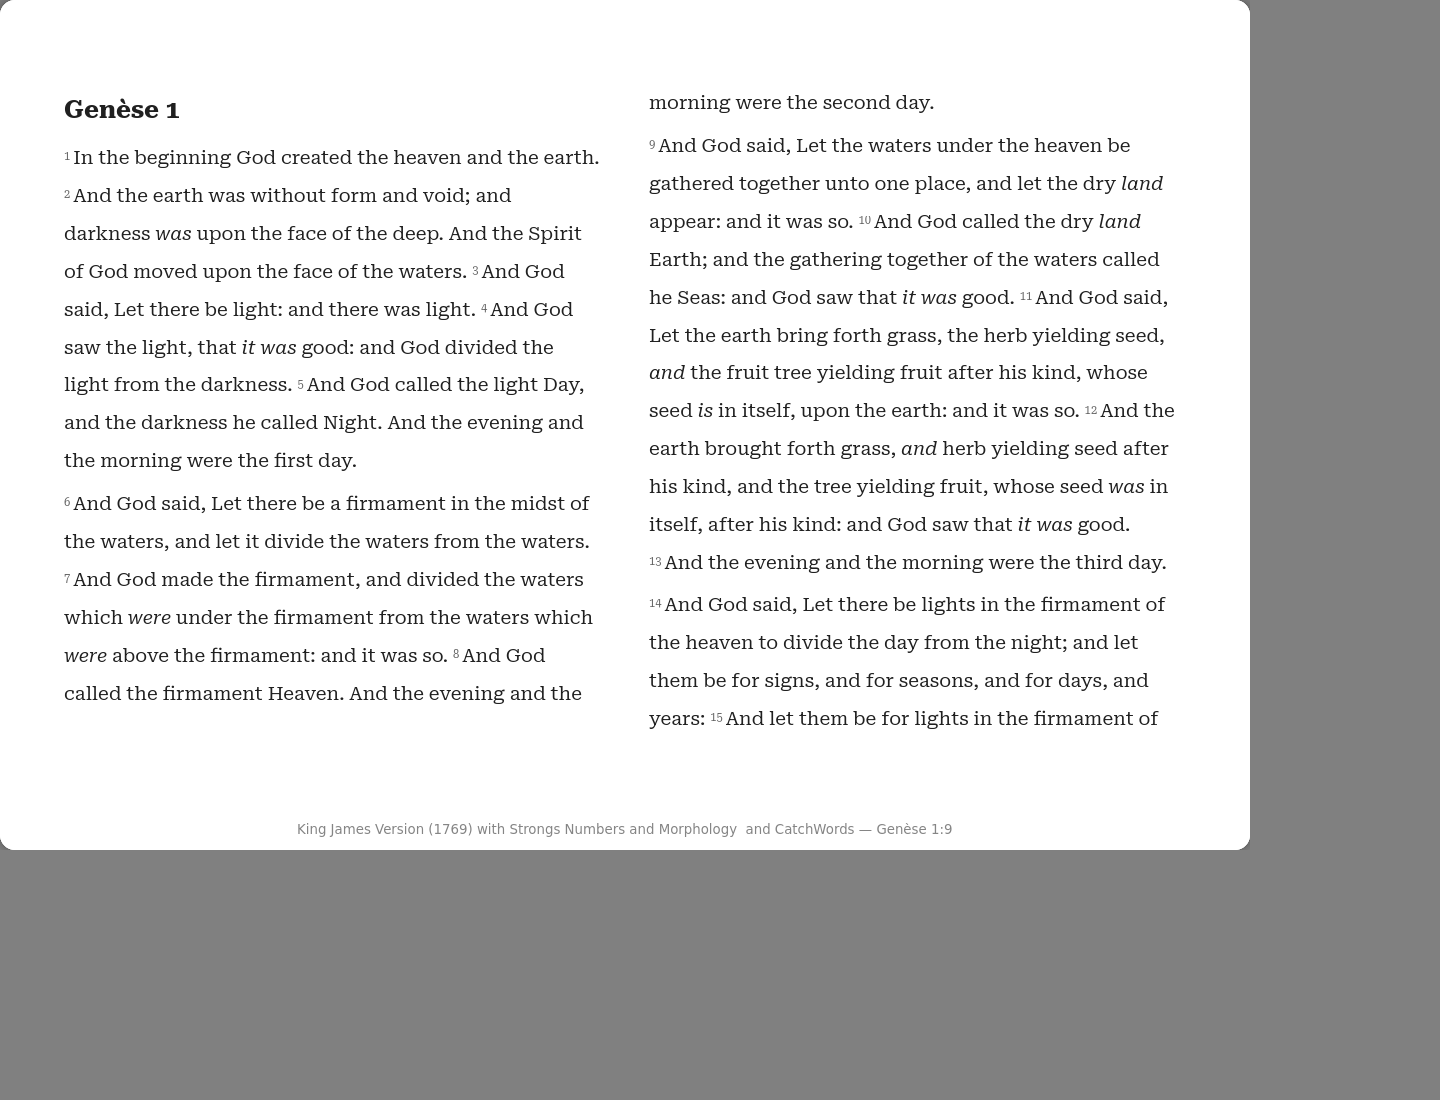 Genèse 1
1 In the beginning God created the heaven and the earth.
2 And the earth was without form and void; and
darkness was upon the face of the deep. And the Spirit
of God moved upon the face of the waters. 3 And God
said, Let there be light: and there was light. 4 And God
saw the light, that it was good: and God divided the
light from the darkness. 5 And God called the light Day,
and the darkness he called Night. And the evening and
the morning were the first day.
6 And God said, Let there be a firmament in the midst of
the waters, and let it divide the waters from the waters.
7 And God made the firmament, and divided the waters
which were under the firmament from the waters which
were above the firmament: and it was so. 8 And God
called the firmament Heaven. And the evening and the
morning were the second day.
9 And God said, Let the waters under the heaven be
gathered together unto one place, and let the dry land
appear: and it was so. 10 And God called the dry land
Earth; and the gathering together of the waters called
he Seas: and God saw that it was good. 11 And God said,
Let the earth bring forth grass, the herb yielding seed,
and the fruit tree yielding fruit after his kind, whose
seed is in itself, upon the earth: and it was so. 12 And the
earth brought forth grass, and herb yielding seed after
his kind, and the tree yielding fruit, whose seed was in
itself, after his kind: and God saw that it was good.
13 And the evening and the morning were the third day.
14 And God said, Let there be lights in the firmament of
the heaven to divide the day from the night; and let
them be for signs, and for seasons, and for days, and
years: 15 And let them be for lights in the firmament of
King James Version (1769) with Strongs Numbers and Morphology  and CatchWords — Genèse 1:9